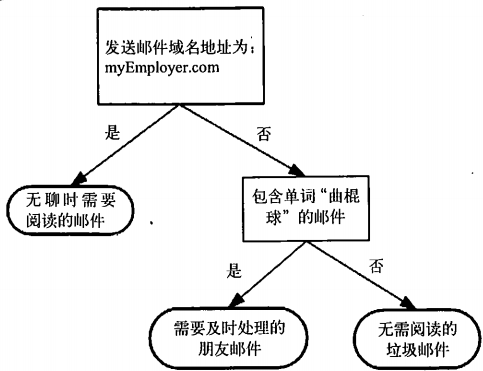 发送邮件域名地址为：
myEmployer.com
是
否
无聊时需要
阅读的邮件
包含单词“曲棍
球”的邮件
是
否
需要及时处理的
朋友邮件
无需阅读的
垃圾邮件